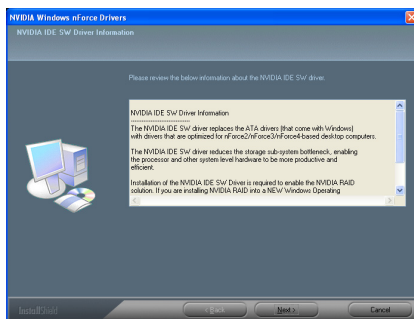 NVIDIA Windows nForce Drivers
NVIDIA IDE SW Driver Information
Please review the below information about the NVIDIA IDE SW driver.
NVIDIA IDE SW Driver Information
--------------------------------
The NVIDIA IDE SW driver replaces the ATA drivers (that come with Windows)
with drivers that are optimized for nForce2/nForce3/nForce4-based desktop computers.
The NVIDIA IDE SW driver reduces the storage sub-system bottleneck, enabling
the processor and other system level hardware to be more productive and
efficient.
Installation of the NVIDIA IDE SW Driver is required to enable the NVIDIA RAID
solution. If you are installing NVIDIA RAID into a NEW Windows Operating
InstallShield
< Back
Next >
Cancel